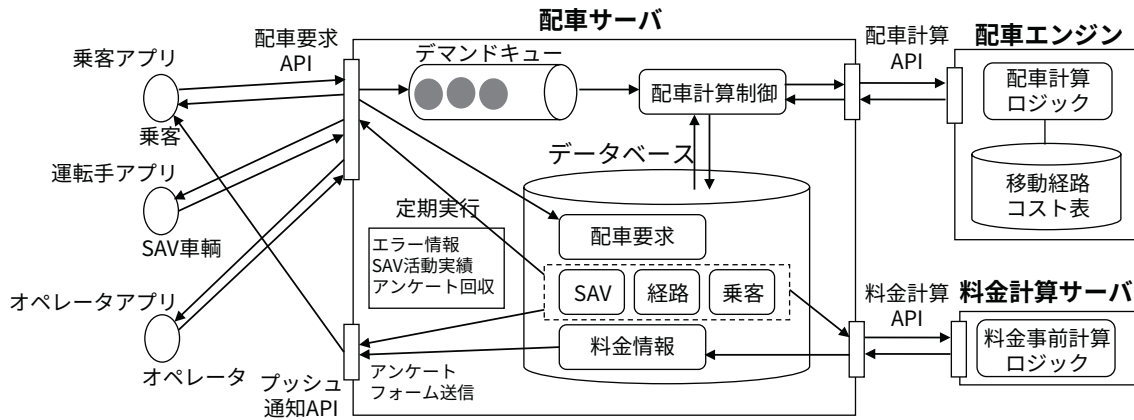 配車サーバ
乗客アプリ
配車要求
API
デマンドキュー
配車計算制御
配車計算
API
配車エンジン
配車計算
ロジック
移動経路
コスト表
乗客
運転手アプリ
SAV車輌
定期実行
エラー情報
SAV活動実績
アンケート回収
データベース
配車要求
SAV
経路
乗客
料金情報
オペレータアプリ
オペレータ
プッシュ
通知API
アンケート
フォーム送信
料金計算
API
料金計算サーバ
料金事前計算
ロジック